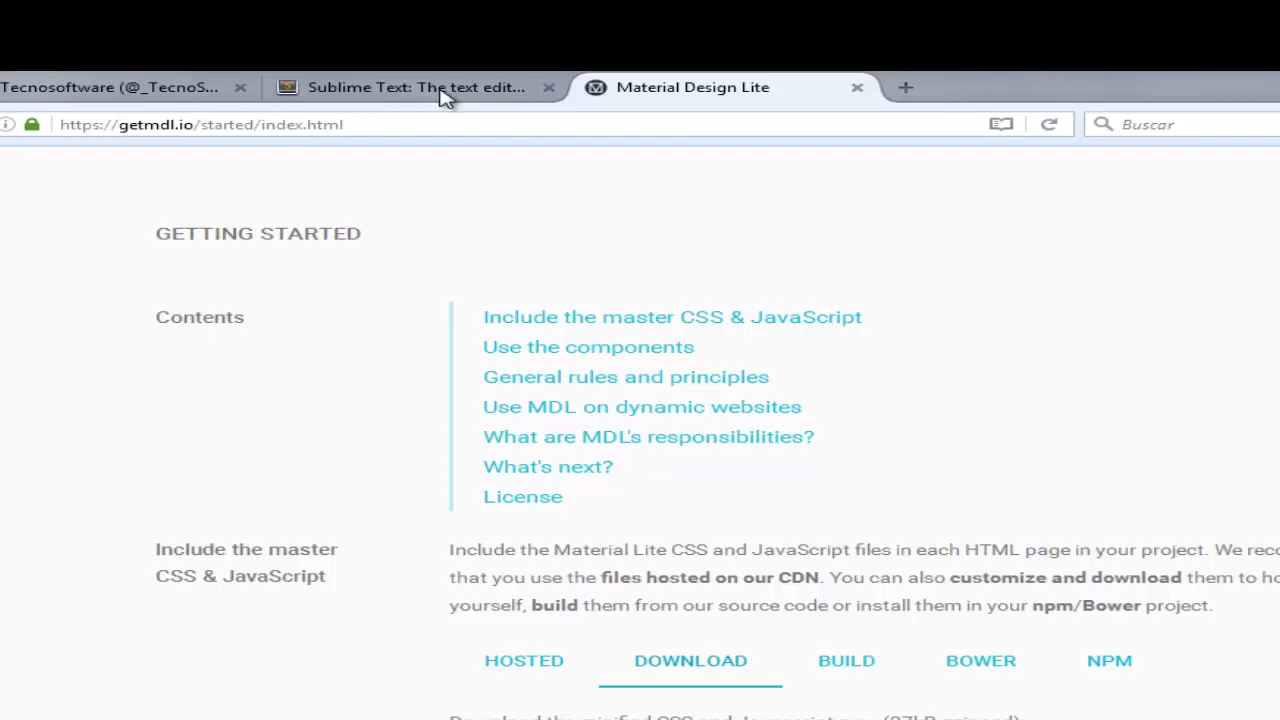 Tecnosoftware (@_TecnoS... Sublime Text: The text edit... Material Design Lite
https://getmdl.io/started/index.html Buscar
GETTING STARTED
Contents
Include the master CSS & JavaScript
Use the components
General rules and principles
Use MDL on dynamic websites
What are MDL's responsibilities?
What's next?
License
Include the master
CSS & JavaScript
Include the Material Lite CSS and JavaScript files in each HTML page in your project. We reco
that you use the files hosted on our CDN. You can also customize and download them to ho
yourself, build them from our source code or install them in your npm/Bower project.
HOSTED DOWNLOAD BUILD BOWER NPM